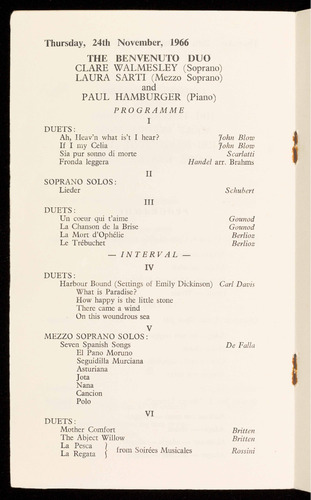 Thursday, 24th November, 1966
THE BENVENUTO DUO
CLARE WALMESLEY (Soprano)
LAURA SARTI (Mezzo Soprano)
and
PAUL HAMBURGER (Piano)
PROGRAMME
I
DUETS:
Ah, Heav'n what is't I hear? John Blow
If I my Celia John Blow
Sia pur sonno di morte Scarlatti
Fronda leggera Handel arr. Brahms
II
SOPRANO SOLOS:
Lieder Schubert
III
DUETS:
Un coeur qui t'aime Gounod
La Chanson de la Brise Gounod
La Mort d'Ophélie Berlioz
Le Trébuchet Berlioz
— INTERVAL —
IV
DUETS:
Harbour Bound (Settings of Emily Dickinson) Carl Davis
What is Paradise?
How happy is the little stone
There came a wind
On this woundrous sea
V
MEZZO SOPRANO SOLOS:
Seven Spanish Songs De Falla
El Pano Moruno
Seguidilla Murciana
Asturiana
Jota
Nana
Cancion
Polo
VI
DUETS:
Mother Comfort Britten
The Abject Willow Britten
La Pesca } from Soirées Musicales Rossini
La Regata }